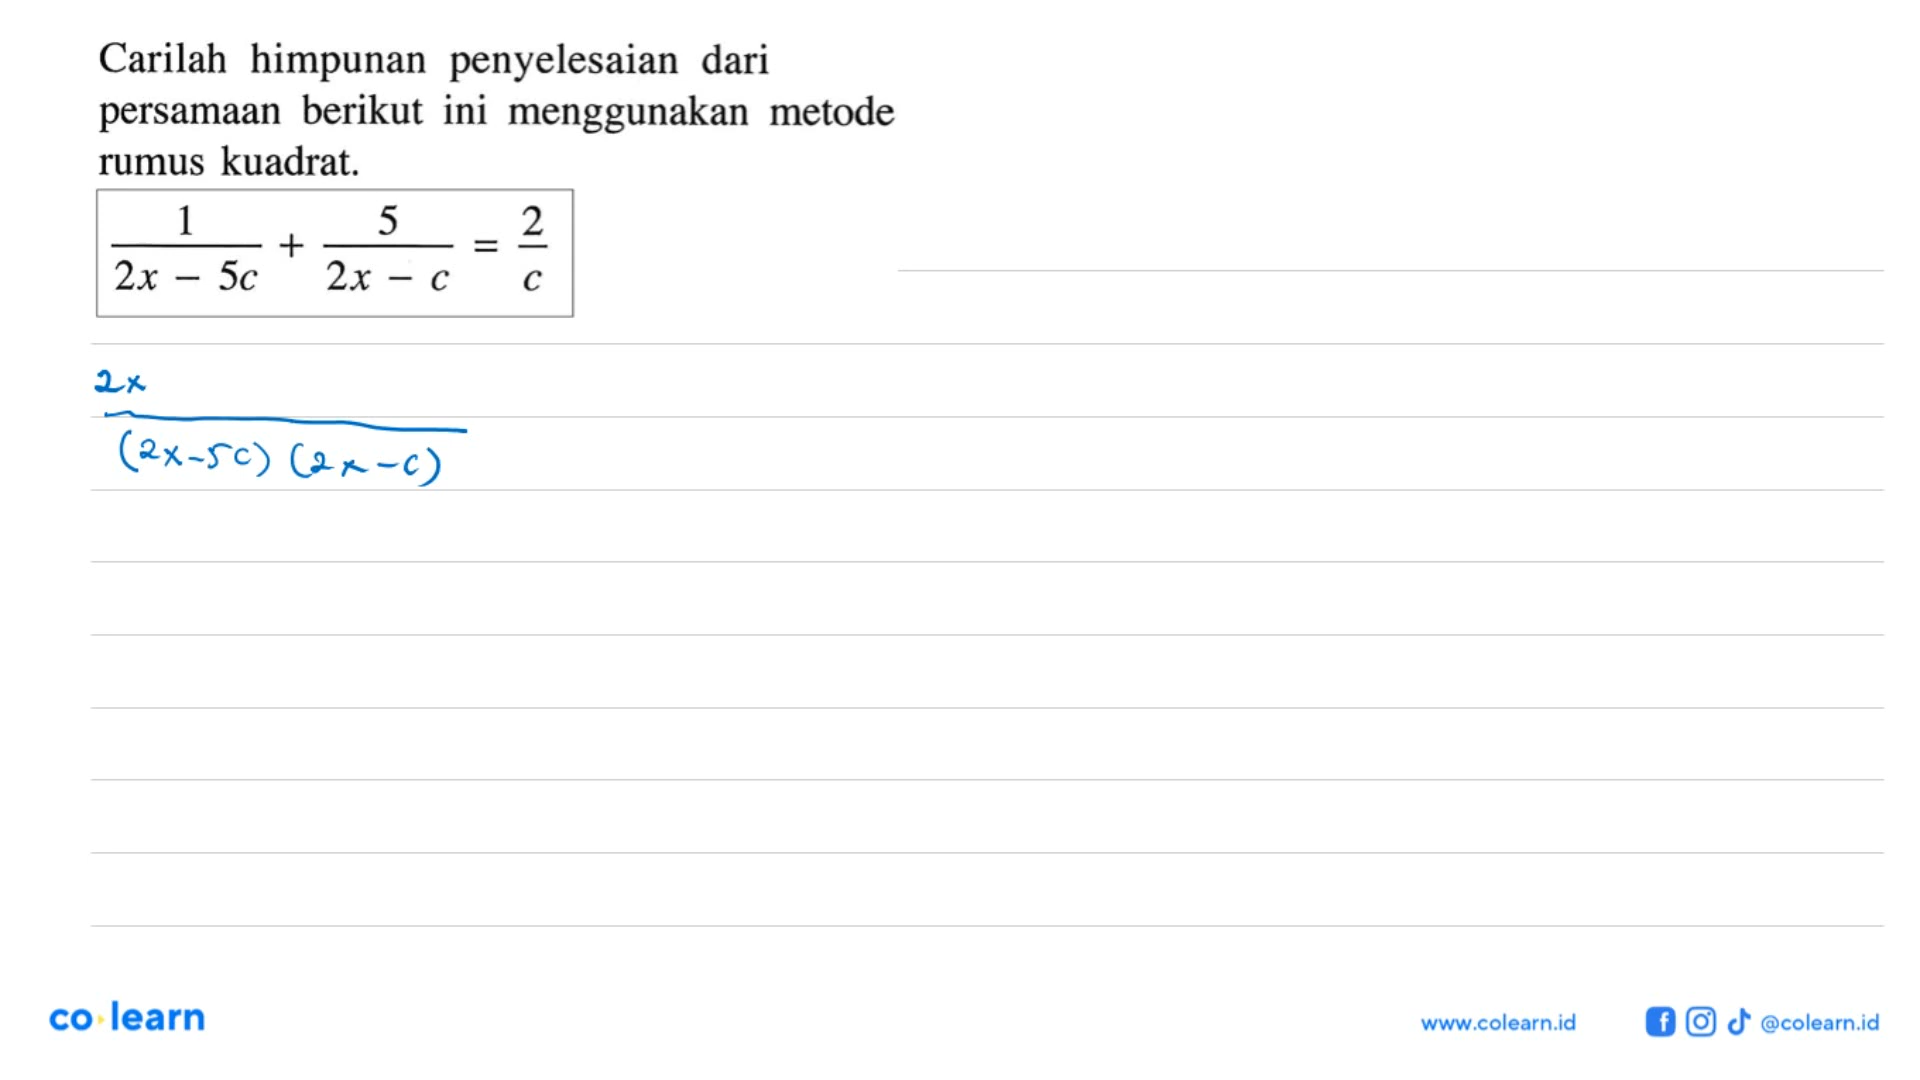 Carilah himpunan penyelesaian dari
persamaan berikut ini menggunakan metode
rumus kuadrat.
1/(2x − 5c) + 5/(2x − c) = 2/c
2x
(2x-5c) (2x-c)
co learn
www.colearn.id @colearn.id